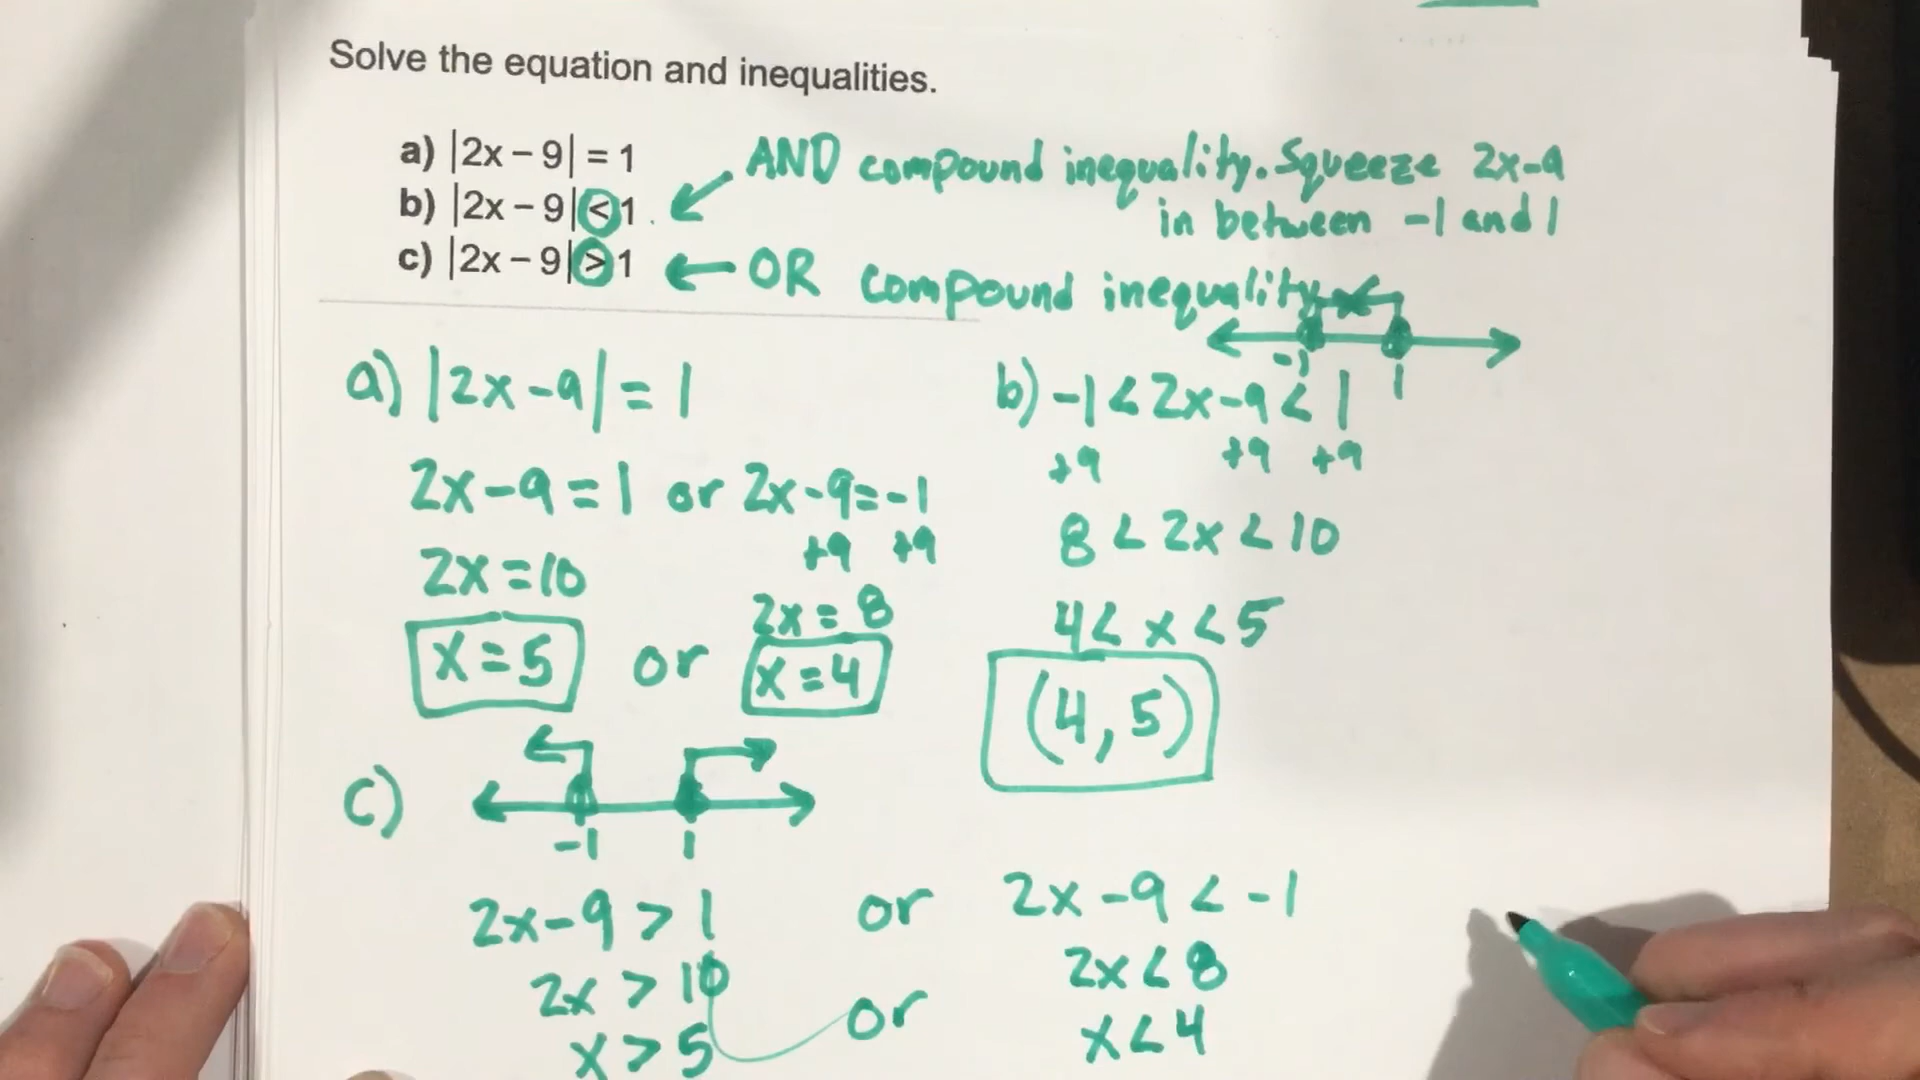 Solve the equation and inequalities.
a) |2x − 9| = 1
b) |2x − 9| < 1
c) |2x − 9| > 1
AND compound inequality. Squeeze 2x-9
in between -1 and 1
OR compound inequality
-1 1
a) |2x-9| = 1
2x-9=1 or 2x-9=-1
+9 +9
2x=10
2x=8
x=5 or x=4
b) -1<2x-9<1
+9 +9 +9
8<2x<10
4<x<5
(4,5)
c)
-1 1
2x-9>1 or 2x-9<-1
2x>10 2x<8
x>5 or x<4